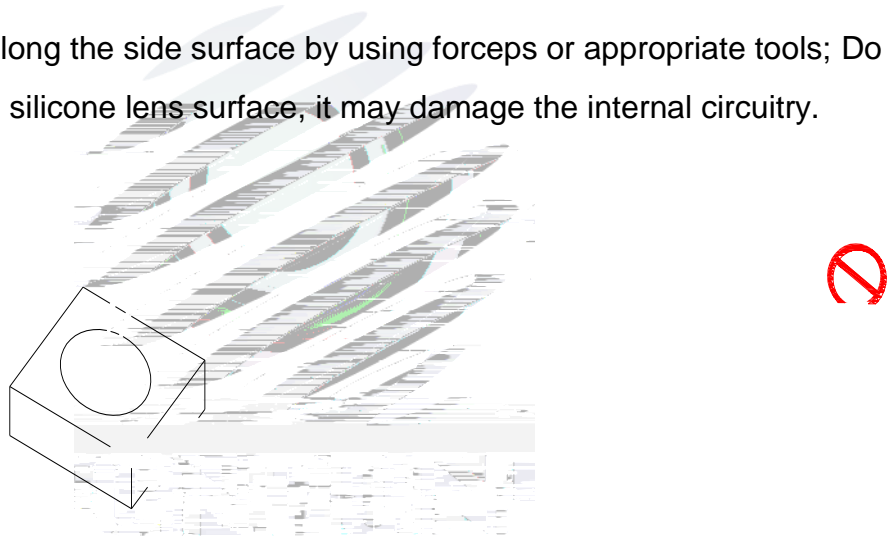 long the side surface by using forceps or appropriate tools; Do
silicone lens surface, it may damage the internal circuitry.